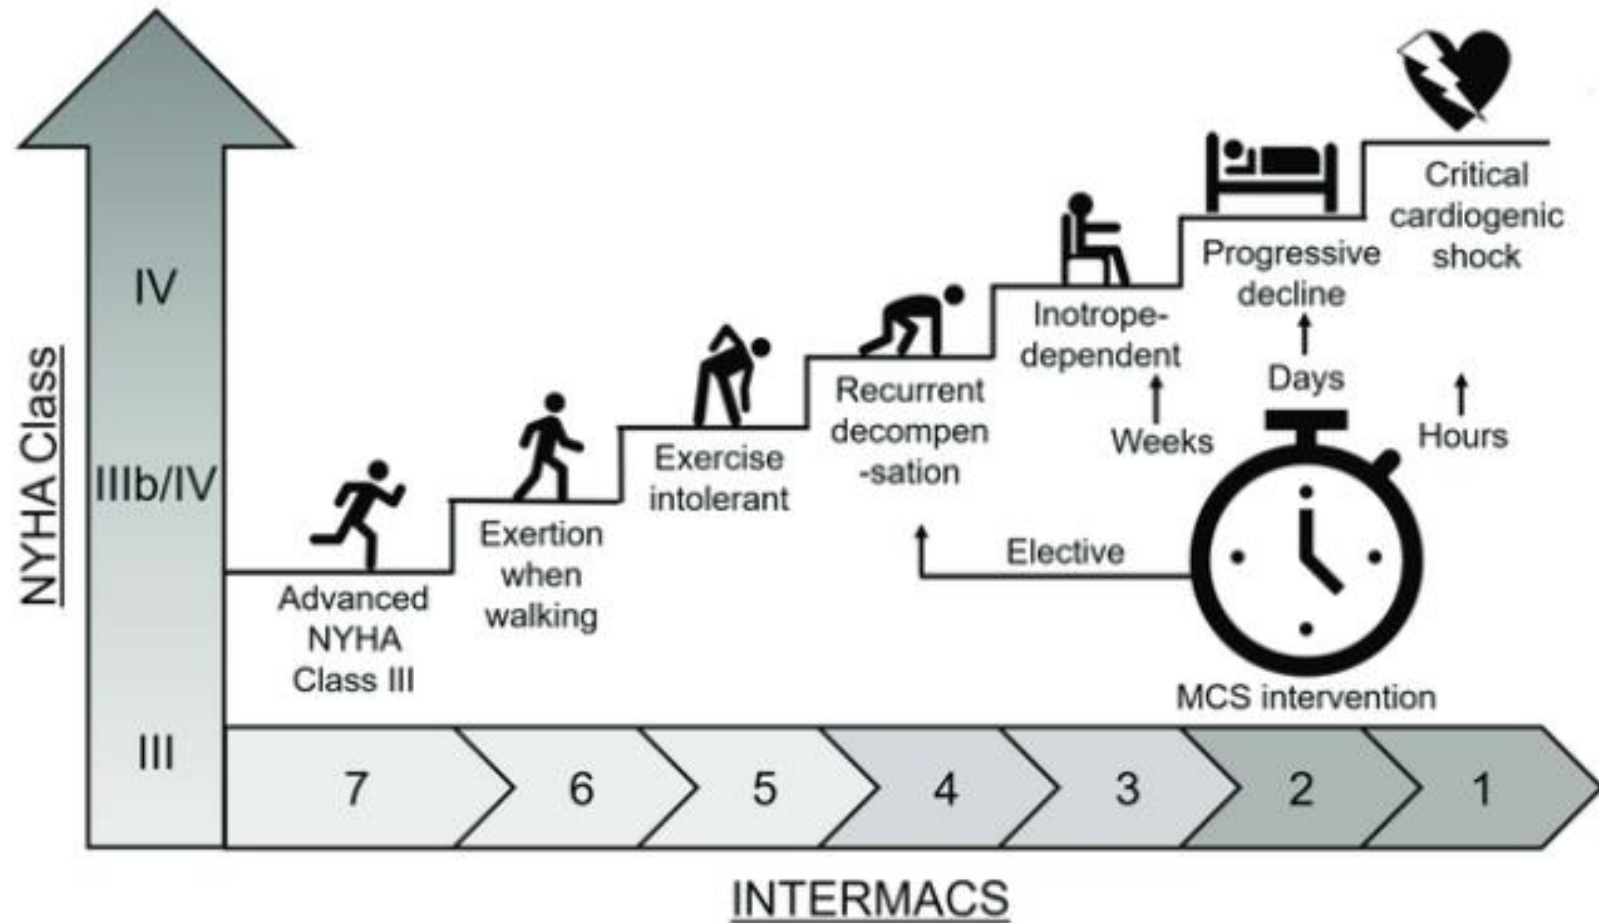 NYHA Class
IV
IIIb/IV
III
Advanced
NYHA
Class III
Exertion
when
walking
Exercise
intolerant
Recurrent
decompen
-sation
Inotrope-
dependent
Progressive
decline
Critical
cardiogenic
shock
Weeks
Days
Hours
Elective
MCS intervention
7
6
5
4
3
2
1
INTERMACS